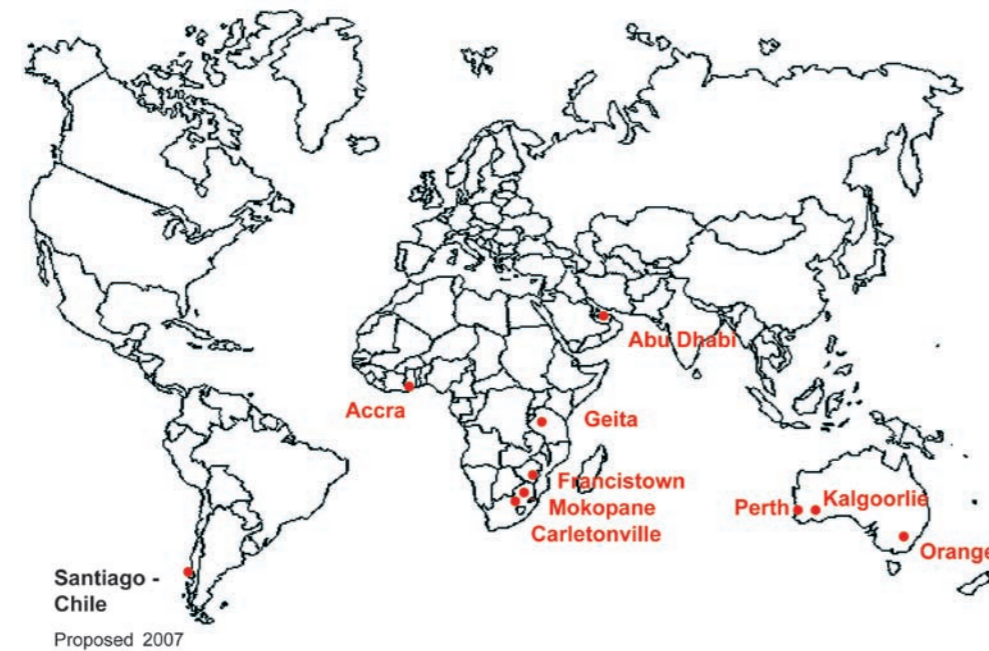 Abu Dhabi
Accra
Geita
Francistown
Mokopane
Carletonville
Perth
Kalgoorlie
Orange
Santiago -
Chile
Proposed 2007